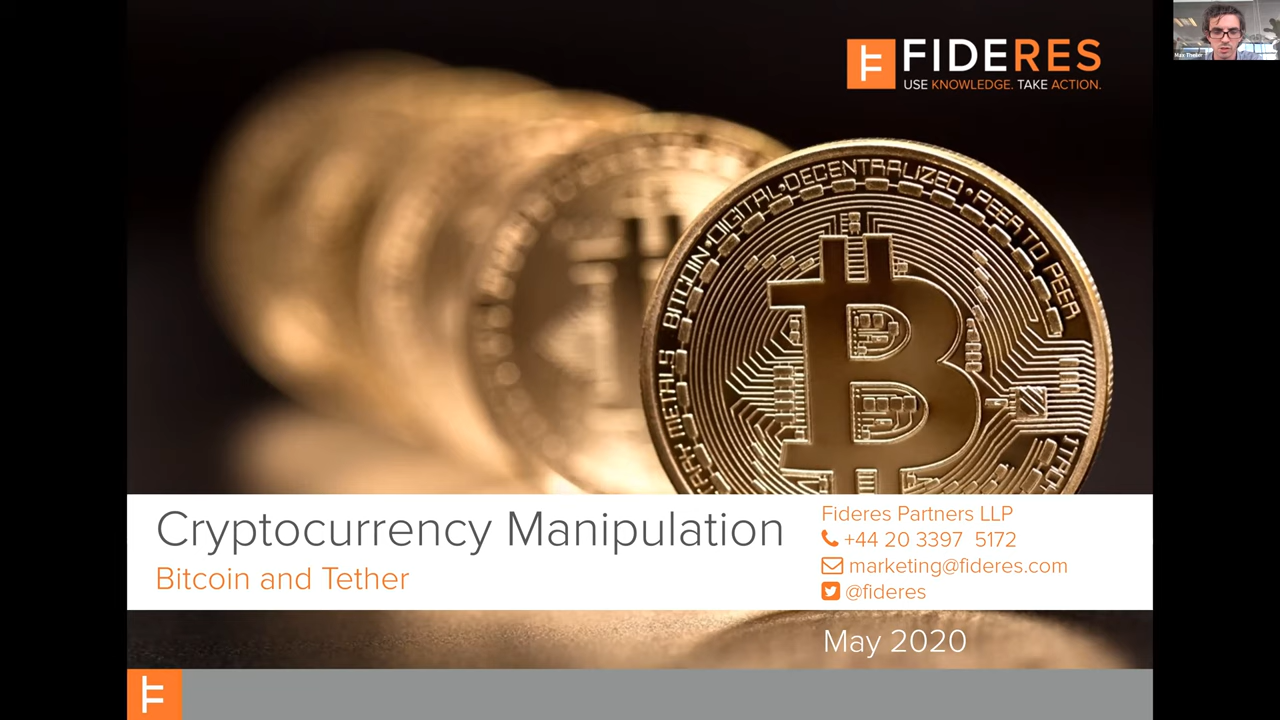 FIDERES
USE KNOWLEDGE. TAKE ACTION.
BITCOIN•DIGITAL•DECENTRALIZED•PEER TO PEER
METALS
Cryptocurrency Manipulation
Bitcoin and Tether
Fideres Partners LLP
+44 20 3397 5172
marketing@fideres.com
@fideres
May 2020